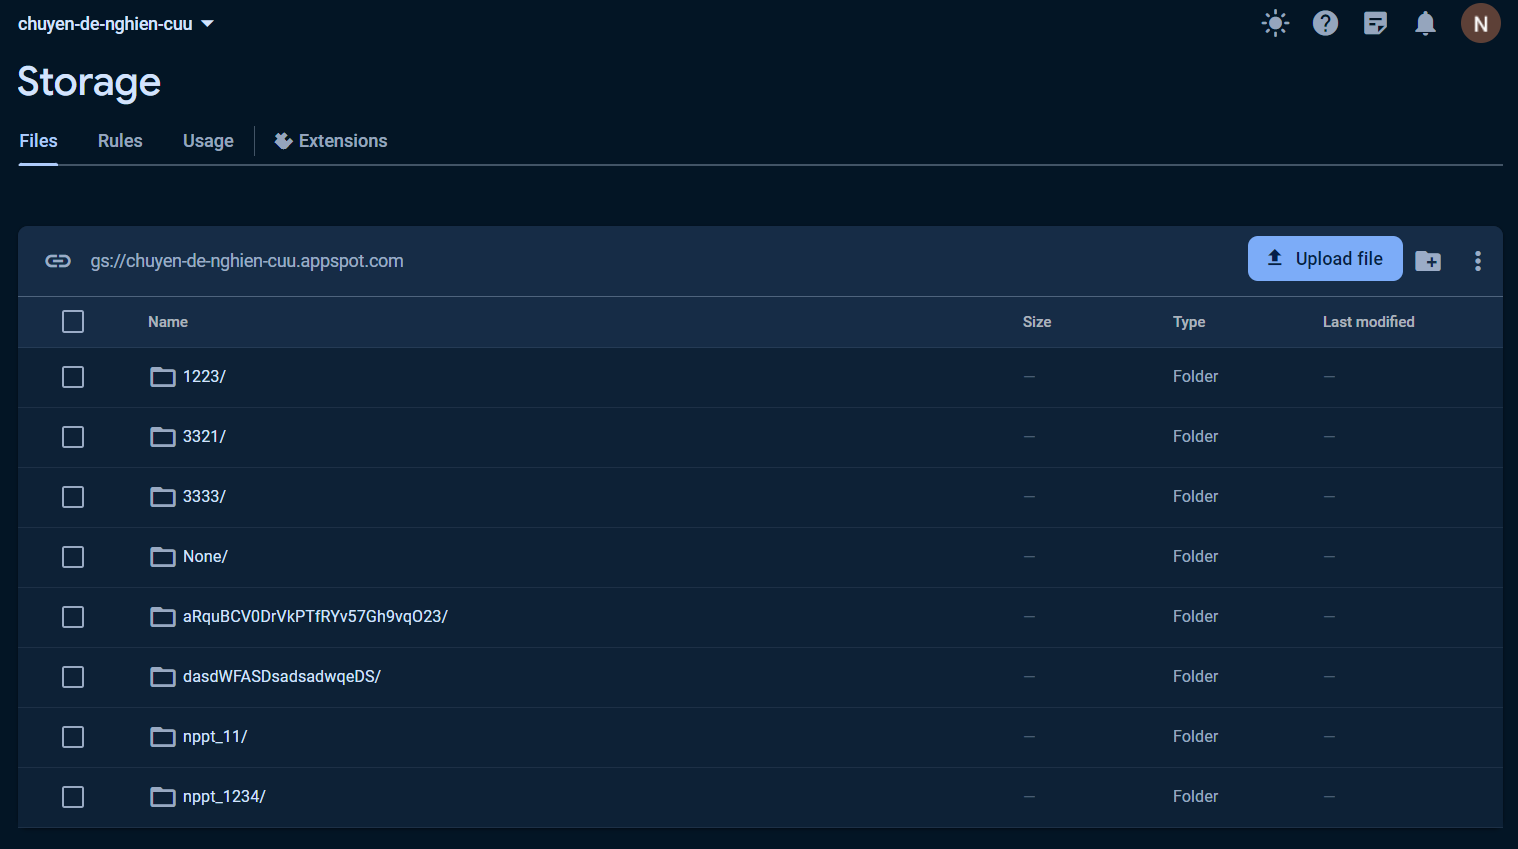 chuyen-de-nghien-cuu
N
Storage
Files Rules Usage Extensions
gs://chuyen-de-nghien-cuu.appspot.com Upload file
Name Size Type Last modified
1223/ — Folder —
3321/ — Folder —
3333/ — Folder —
None/ — Folder —
aRquBCV0DrVkPTfRYv57Gh9vqO23/ — Folder —
dasdWFASDsadsadwqeDS/ — Folder —
nppt_11/ — Folder —
nppt_1234/ — Folder —